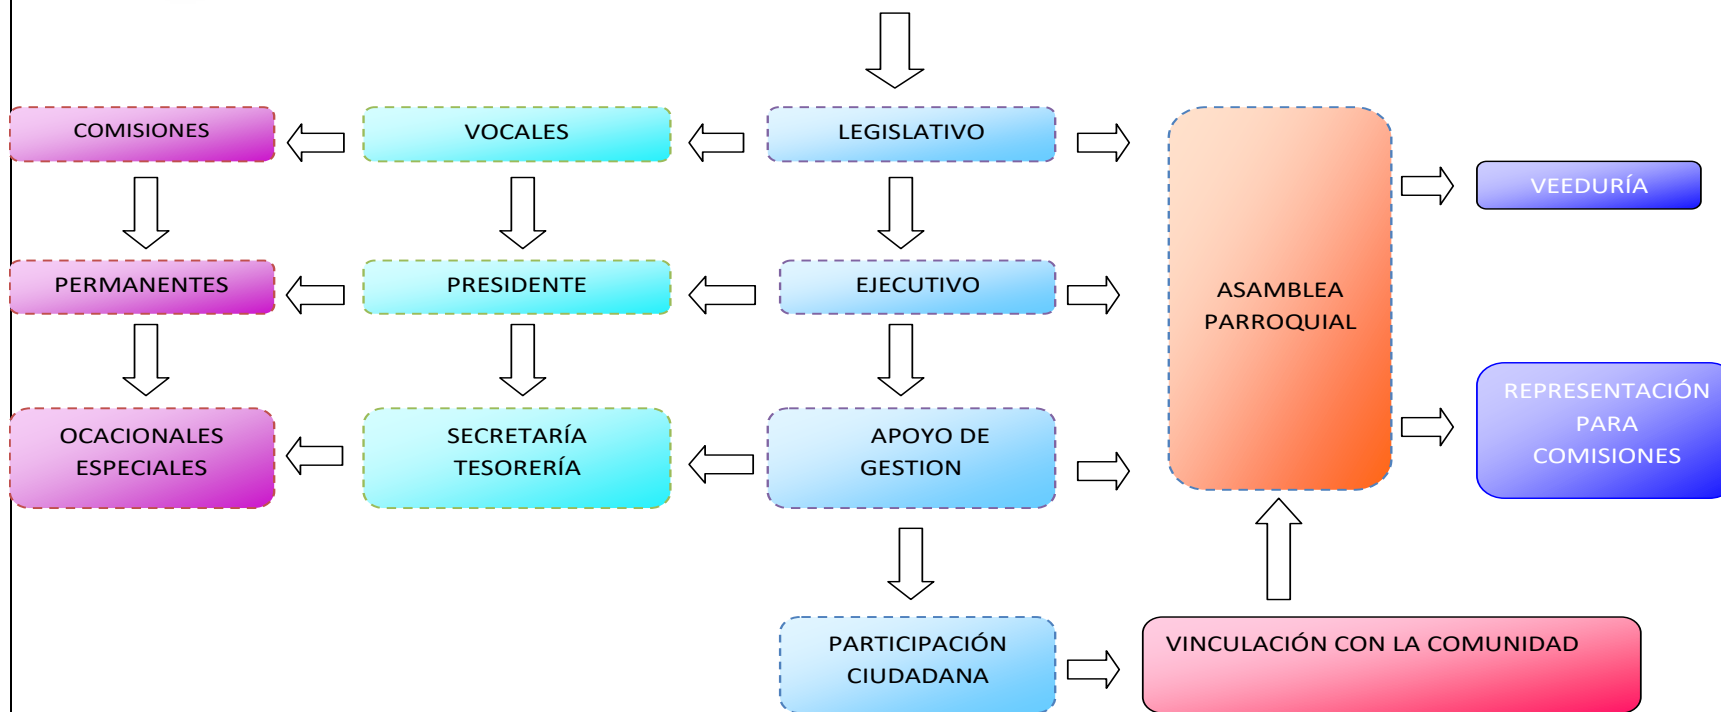 COMISIONES
VOCALES
LEGISLATIVO
VEEDURÍA
PERMANENTES
PRESIDENTE
EJECUTIVO
ASAMBLEA
PARROQUIAL
REPRESENTACIÓN
PARA
COMISIONES
OCACIONALES
ESPECIALES
SECRETARÍA
TESORERÍA
APOYO DE
GESTION
PARTICIPACIÓN
CIUDADANA
VINCULACIÓN CON LA COMUNIDAD